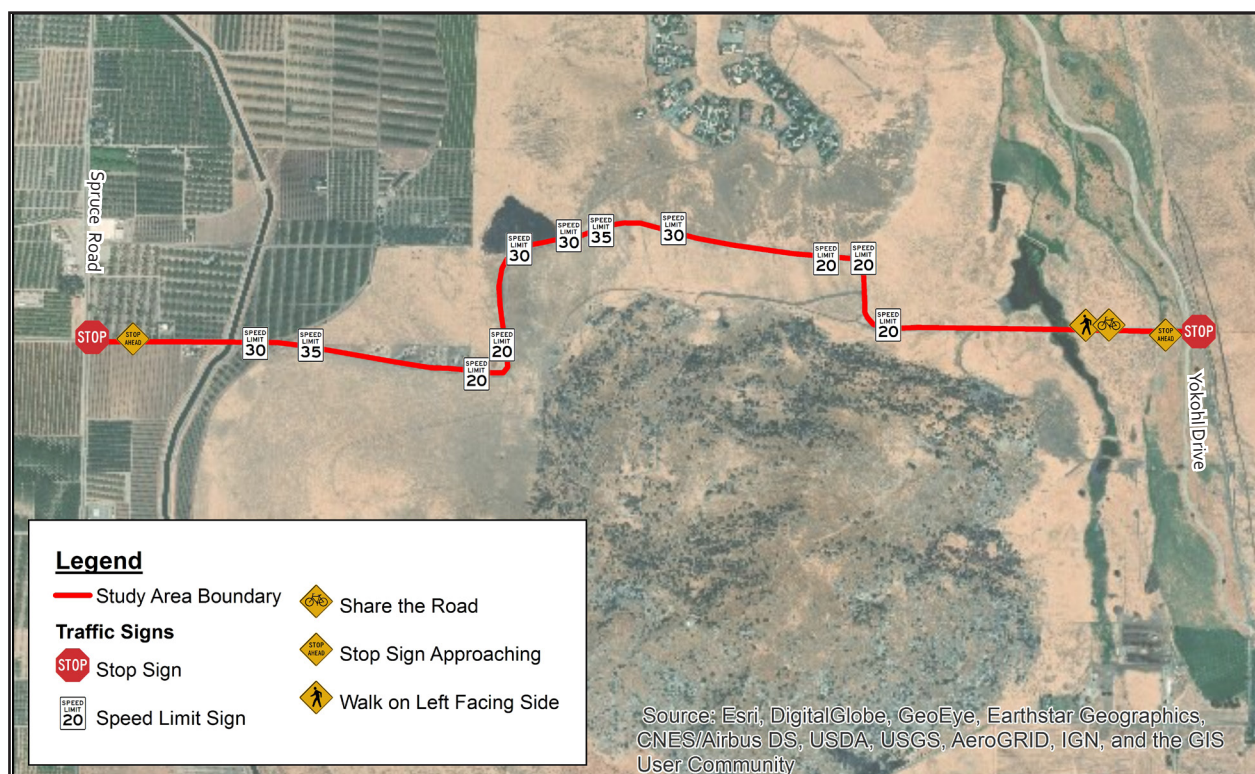 Spruce Road
SPEED LIMIT 30
SPEED LIMIT 30
SPEED LIMIT 35
SPEED LIMIT 30
SPEED LIMIT 20
SPEED LIMIT 20
STOP
STOP AHEAD
SPEED LIMIT 30
SPEED LIMIT 35
SPEED LIMIT 20
SPEED LIMIT 20
SPEED LIMIT 20
STOP AHEAD
STOP
Yokohl Drive
Legend
Study Area Boundary
Traffic Signs
STOP
Stop Sign
SPEED LIMIT 20
Speed Limit Sign
Share the Road
STOP AHEAD
Stop Sign Approaching
Walk on Left Facing Side
Source: Esri, DigitalGlobe, GeoEye, Earthstar Geographics,
CNES/Airbus DS, USDA, USGS, AeroGRID, IGN, and the GIS
User Community